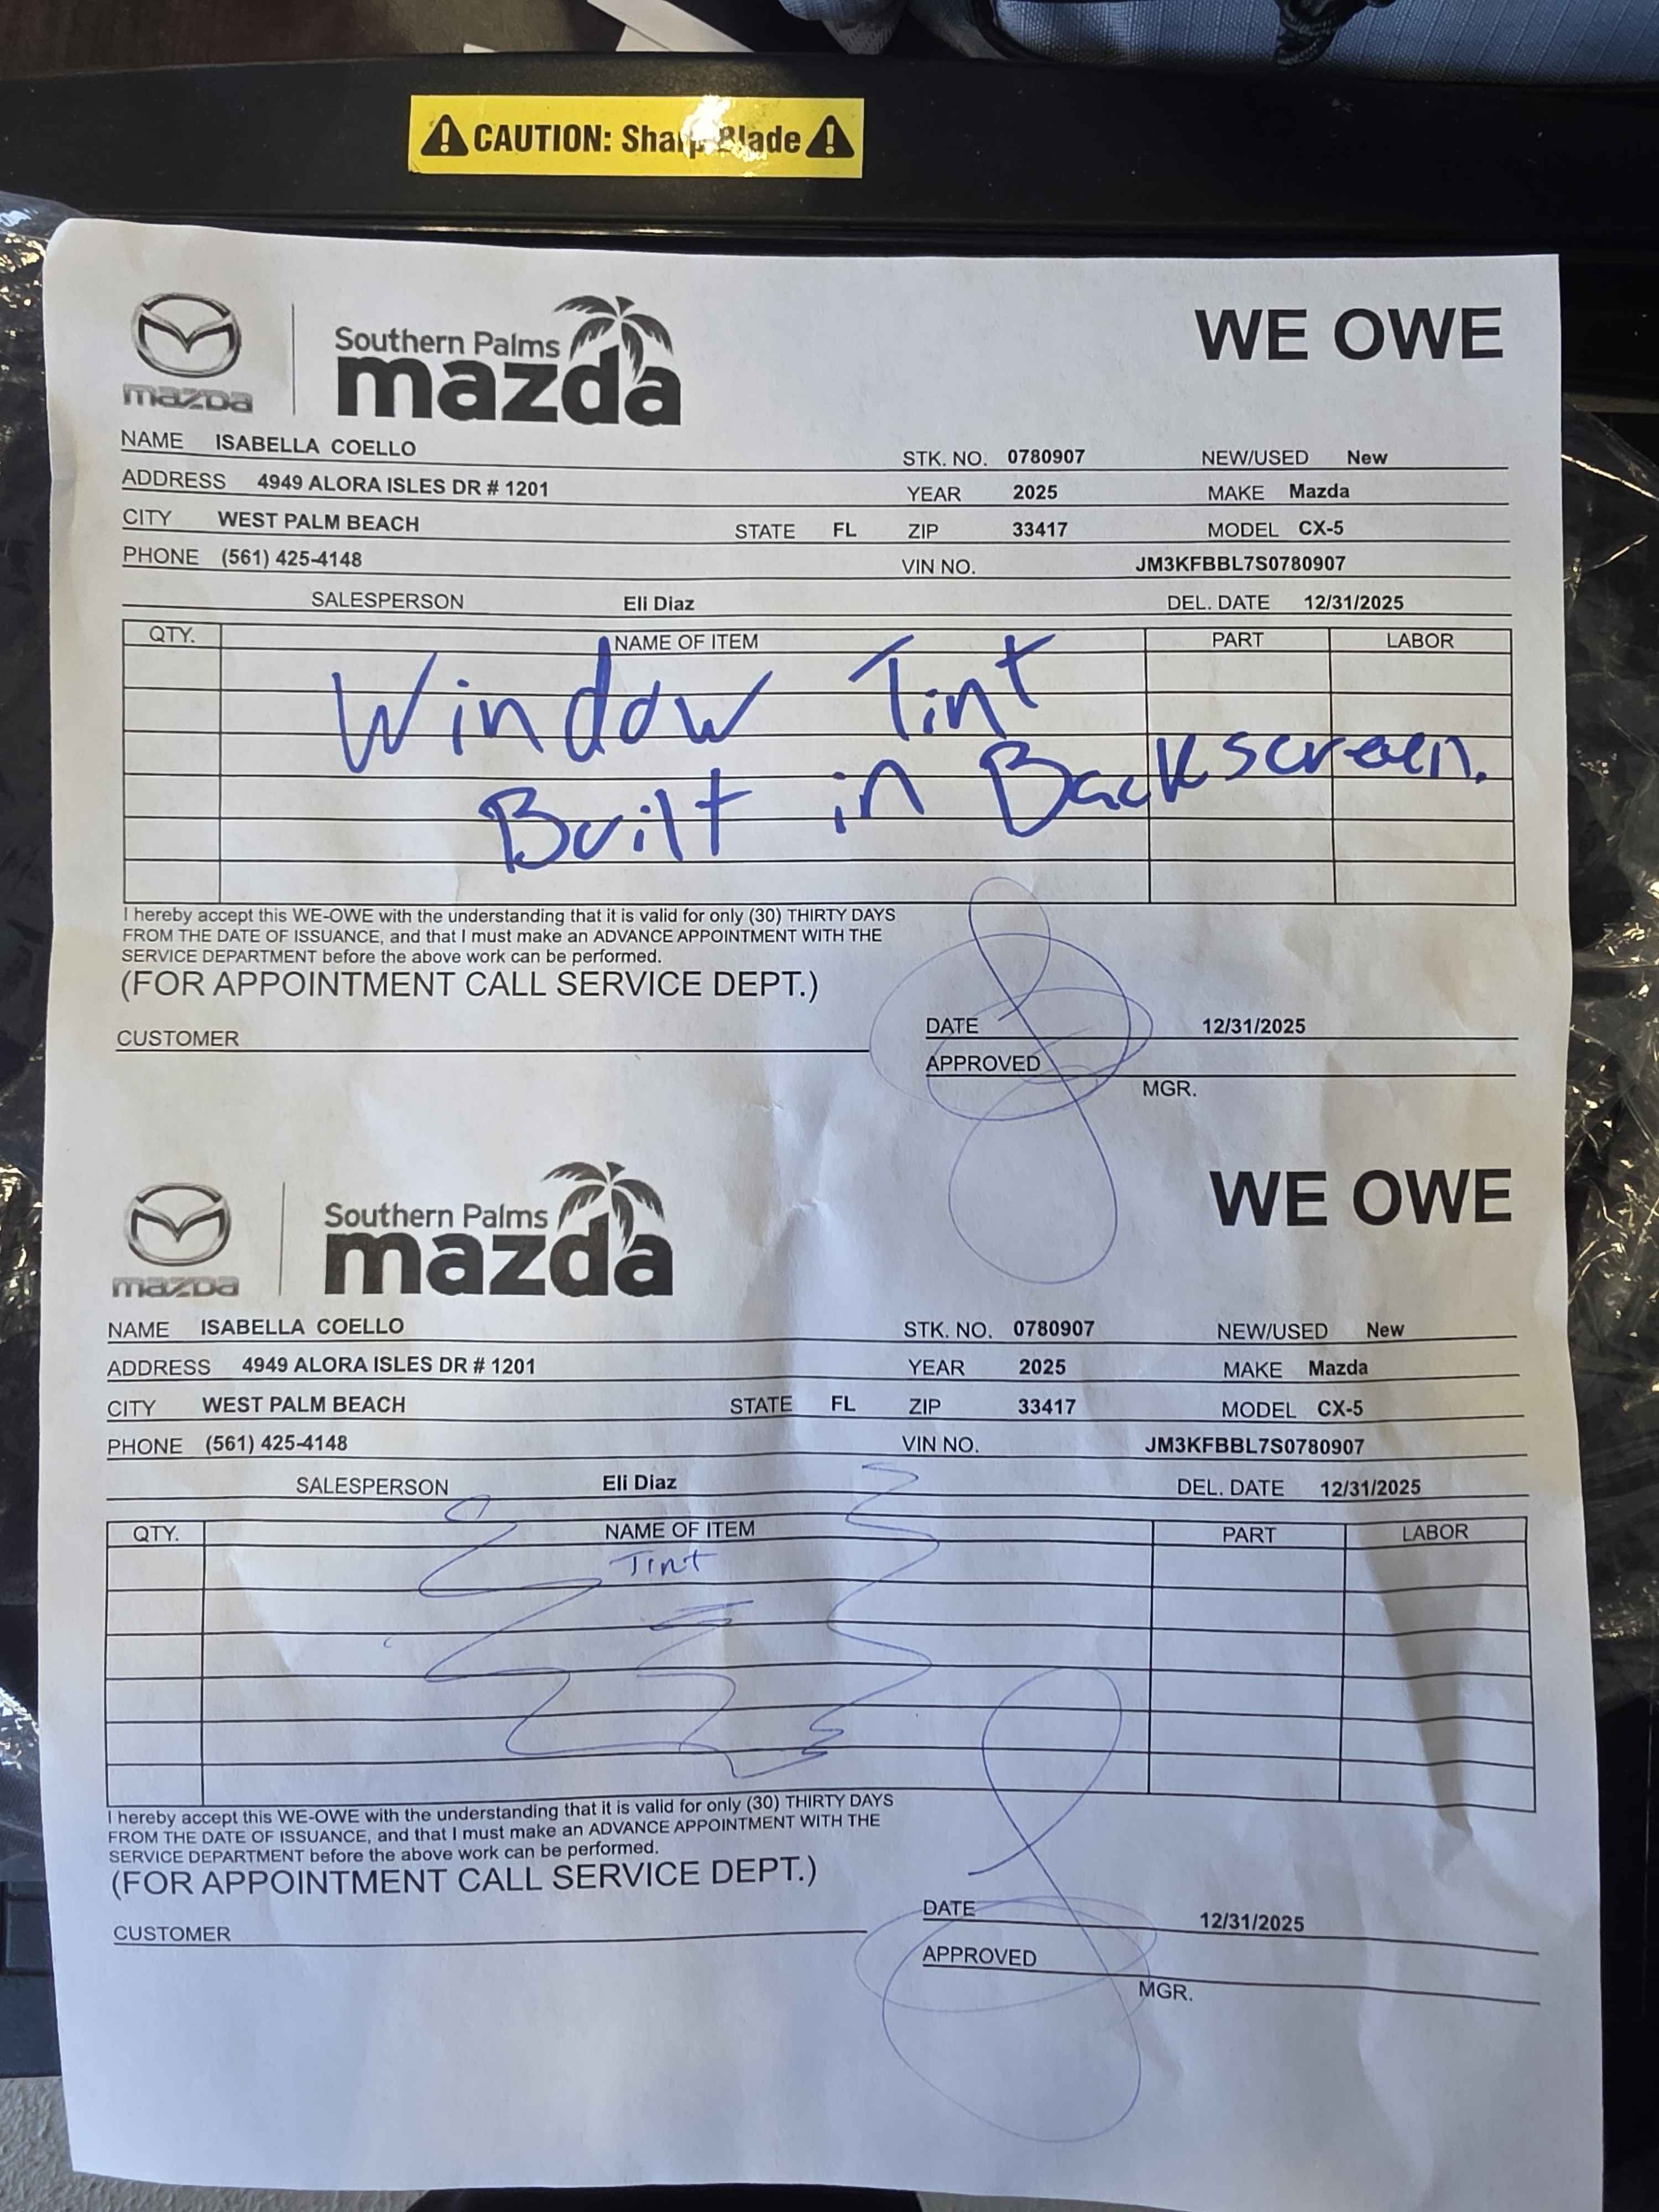 CAUTION: Sharp Blade
mazda
Southern Palms
mazda
WE OWE
NAME ISABELLA COELLO
STK. NO. 0780907 NEW/USED New
ADDRESS 4949 ALORA ISLES DR # 1201
YEAR 2025 MAKE Mazda
CITY WEST PALM BEACH STATE FL ZIP 33417 MODEL CX-5
PHONE (561) 425-4148 VIN NO. JM3KFBBL7S0780907
SALESPERSON Eli Diaz DEL. DATE 12/31/2025
QTY. NAME OF ITEM PART LABOR
Window Tint
Built in Backscreen.
I hereby accept this WE-OWE with the understanding that it is valid for only (30) THIRTY DAYS
FROM THE DATE OF ISSUANCE, and that I must make an ADVANCE APPOINTMENT WITH THE
SERVICE DEPARTMENT before the above work can be performed.
(FOR APPOINTMENT CALL SERVICE DEPT.)
DATE 12/31/2025
CUSTOMER
APPROVED
MGR.
mazda
Southern Palms
mazda
WE OWE
NAME ISABELLA COELLO
STK. NO. 0780907 NEW/USED New
ADDRESS 4949 ALORA ISLES DR # 1201
YEAR 2025 MAKE Mazda
CITY WEST PALM BEACH STATE FL ZIP 33417 MODEL CX-5
PHONE (561) 425-4148 VIN NO. JM3KFBBL7S0780907
SALESPERSON Eli Diaz DEL. DATE 12/31/2025
QTY. NAME OF ITEM PART LABOR
Tint
I hereby accept this WE-OWE with the understanding that it is valid for only (30) THIRTY DAYS
FROM THE DATE OF ISSUANCE, and that I must make an ADVANCE APPOINTMENT WITH THE
SERVICE DEPARTMENT before the above work can be performed.
(FOR APPOINTMENT CALL SERVICE DEPT.)
DATE 12/31/2025
CUSTOMER
APPROVED
MGR.